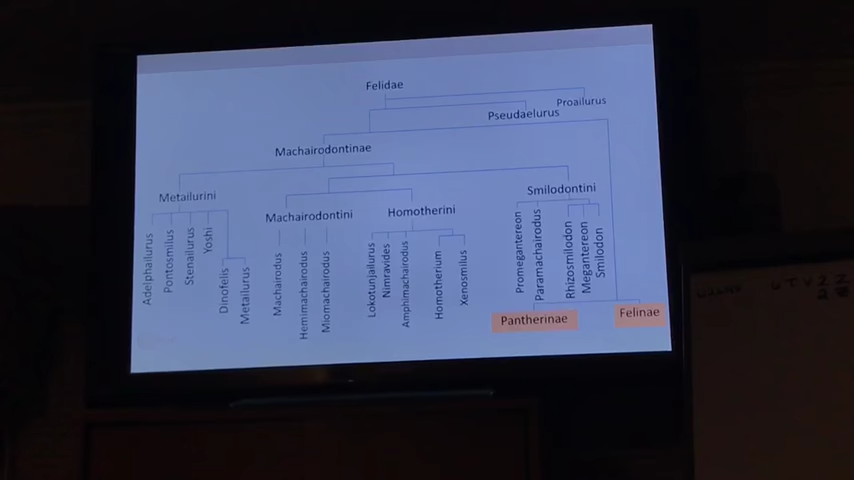 Felidae
Proailurus
Pseudaelurus
Machairodontinae
Metailurini
Machairodontini
Homotherini
Smilodontini
Adelphailurus
Pontosmilus
Stenailurus
Yoshi
Dinofelis
Metailurus
Machairodus
Hemimachairodus
Miomachairodus
Lokotunjailurus
Nimravides
Amphimachairodus
Homotherium
Xenosmilus
Promegantereon
Paramachairodus
Rhizosmilodon
Megantereon
Smilodon
Pantherinae
Felinae